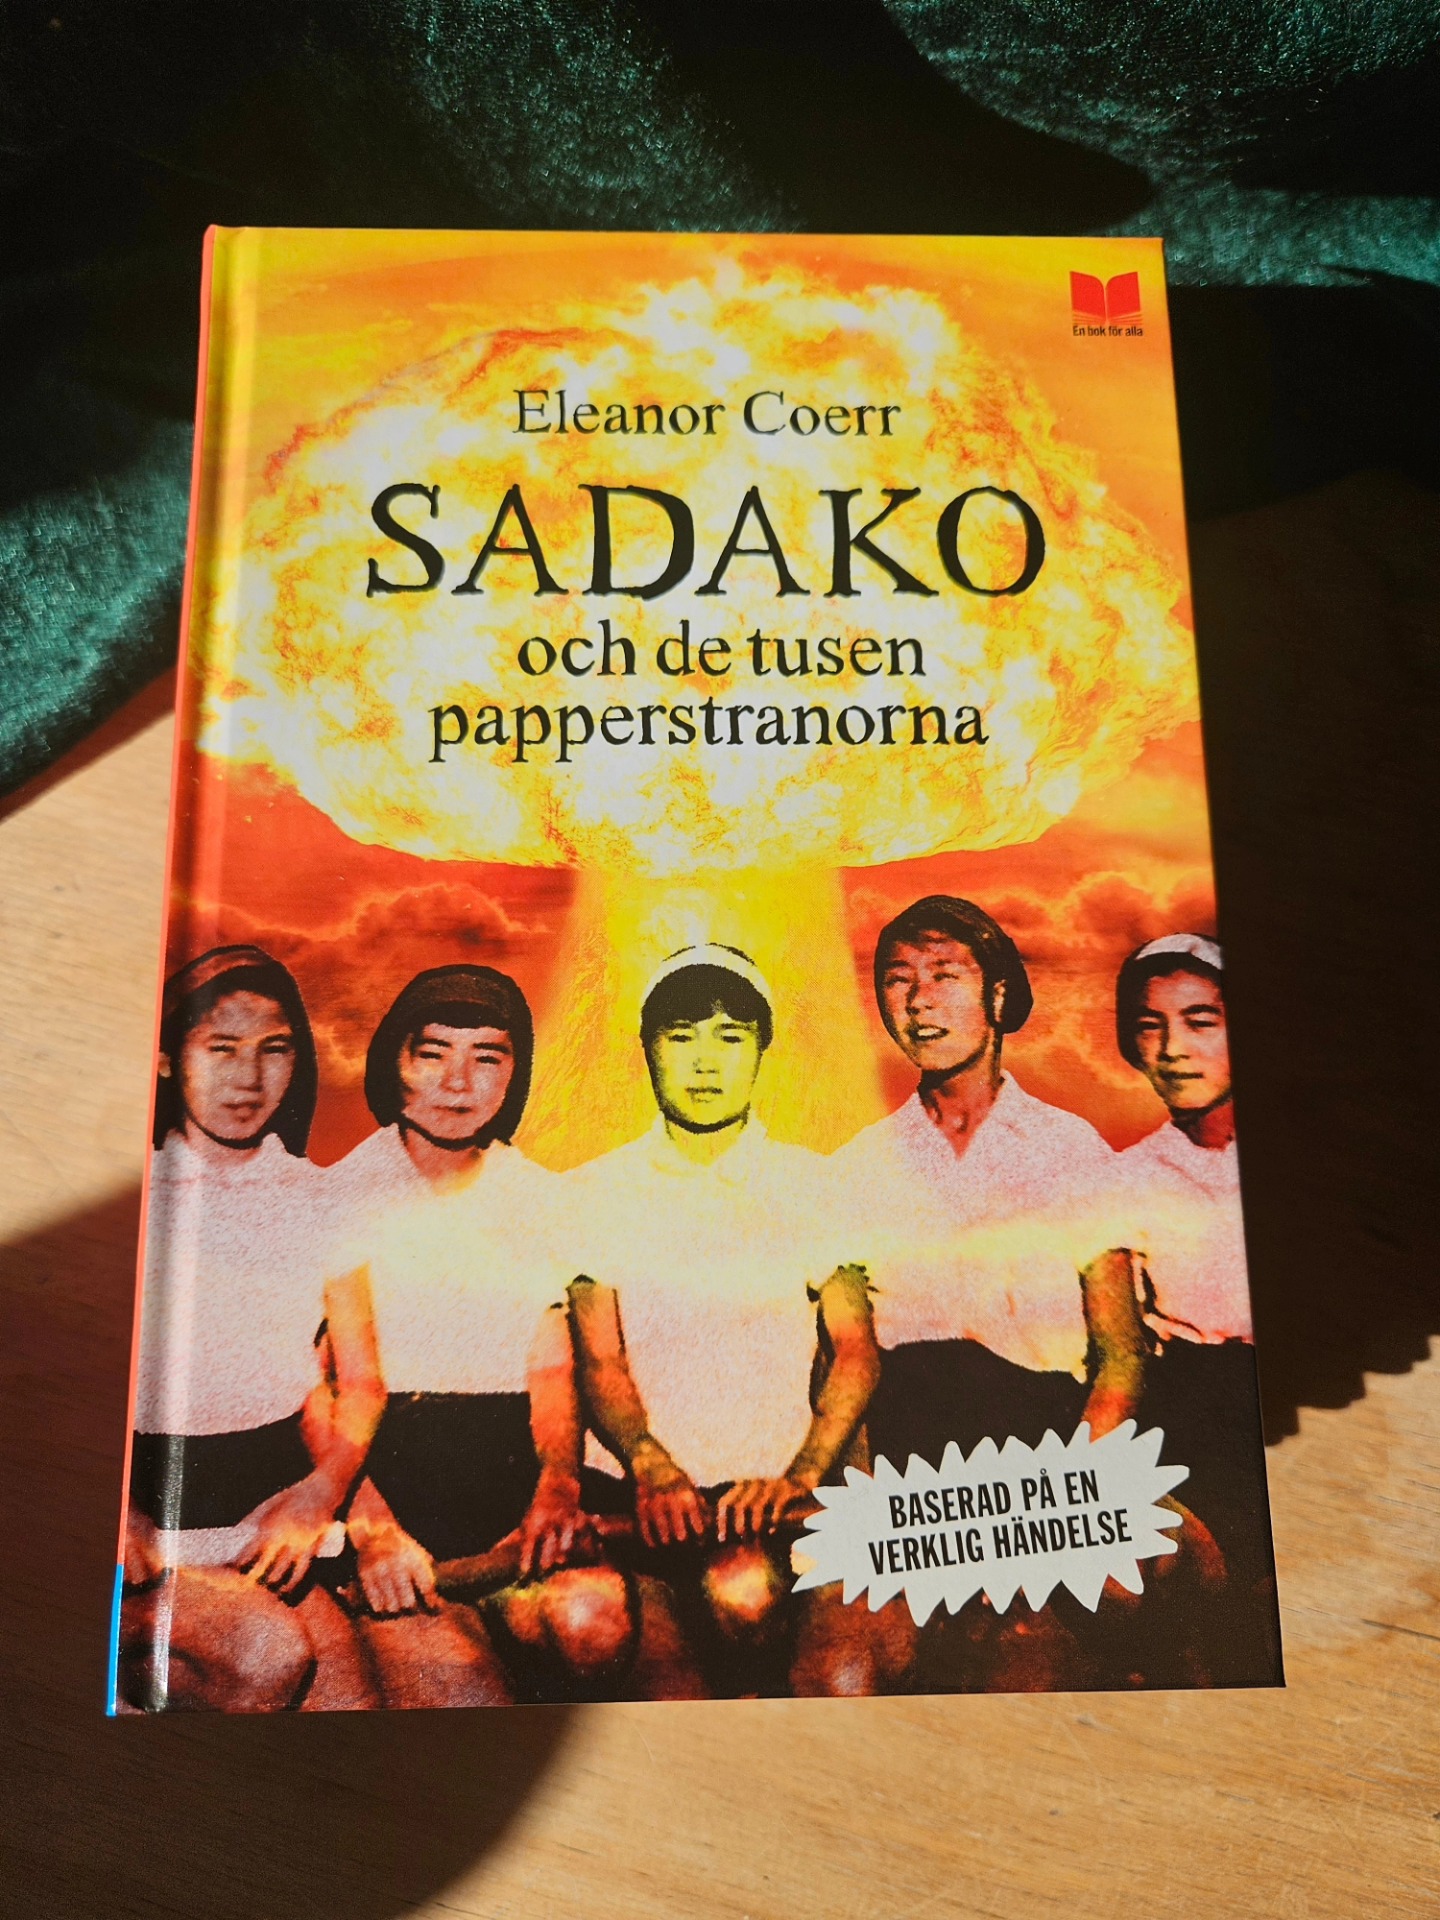 En bok för alla
Eleanor Coerr
SADAKO
och de tusen
papperstranorna
BASERAD PÅ EN
VERKLIG HÄNDELSE